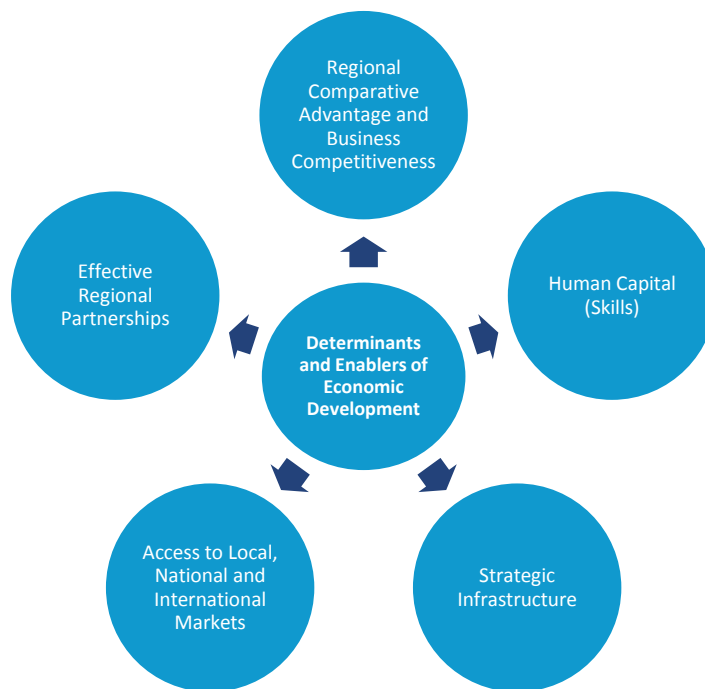 Regional
Comparative
Advantage and
Business
Competitiveness
Effective
Regional
Partnerships
Human Capital
(Skills)
Determinants
and Enablers of
Economic
Development
Access to Local,
National and
International
Markets
Strategic
Infrastructure